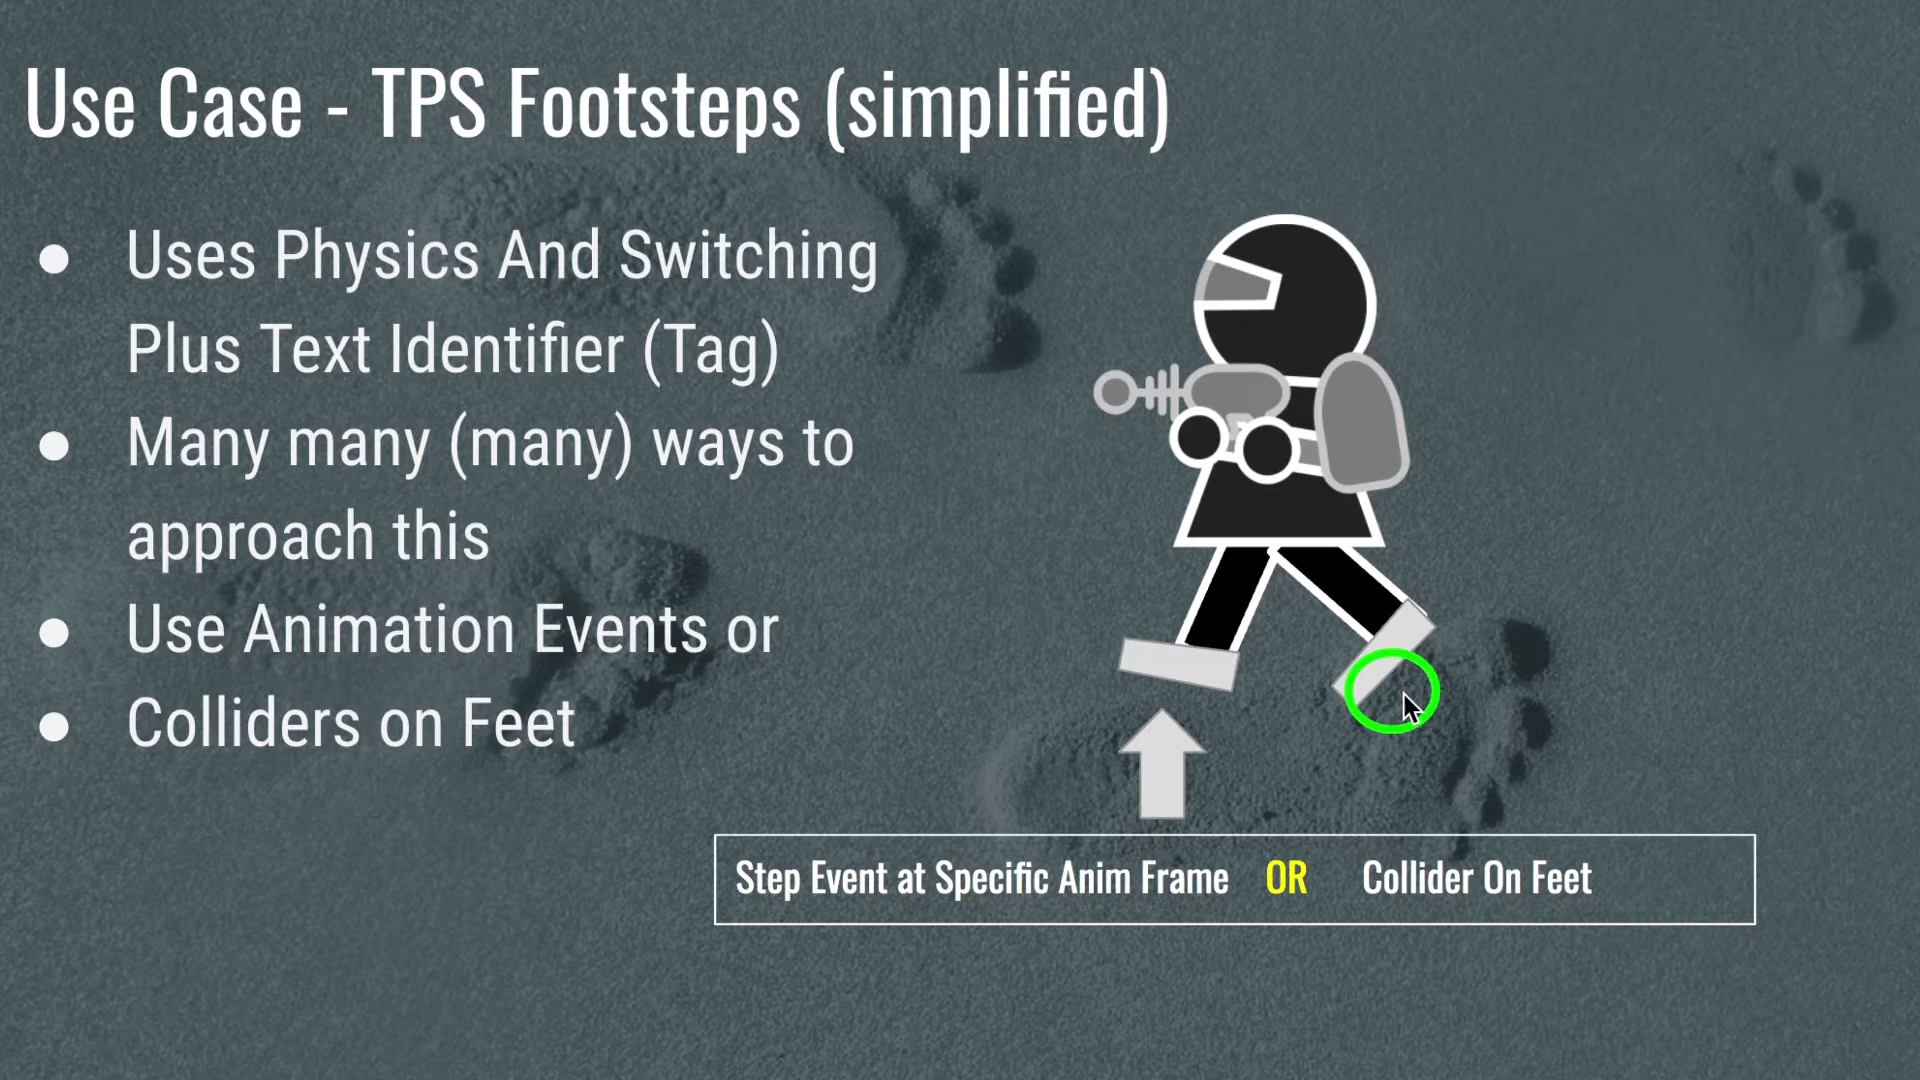 Use Case - TPS Footsteps (simplified)
● Uses Physics And Switching
Plus Text Identifier (Tag)
● Many many (many) ways to
approach this
● Use Animation Events or
● Colliders on Feet
Step Event at Specific Anim Frame OR Collider On Feet